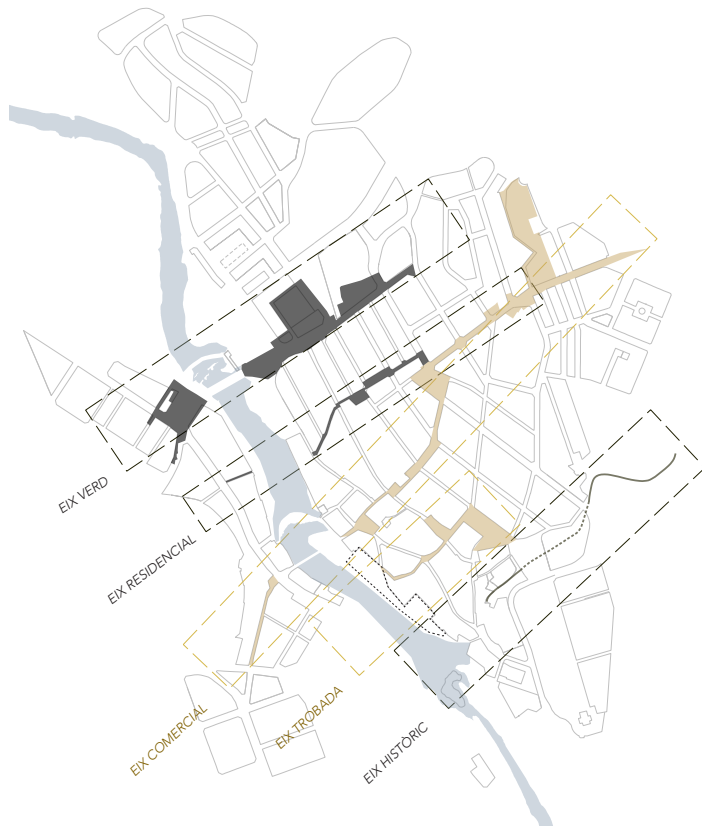 EIX VERD
EIX RESIDENCIAL
EIX COMERCIAL
EIX TROBADA
EIX HISTÒRIC